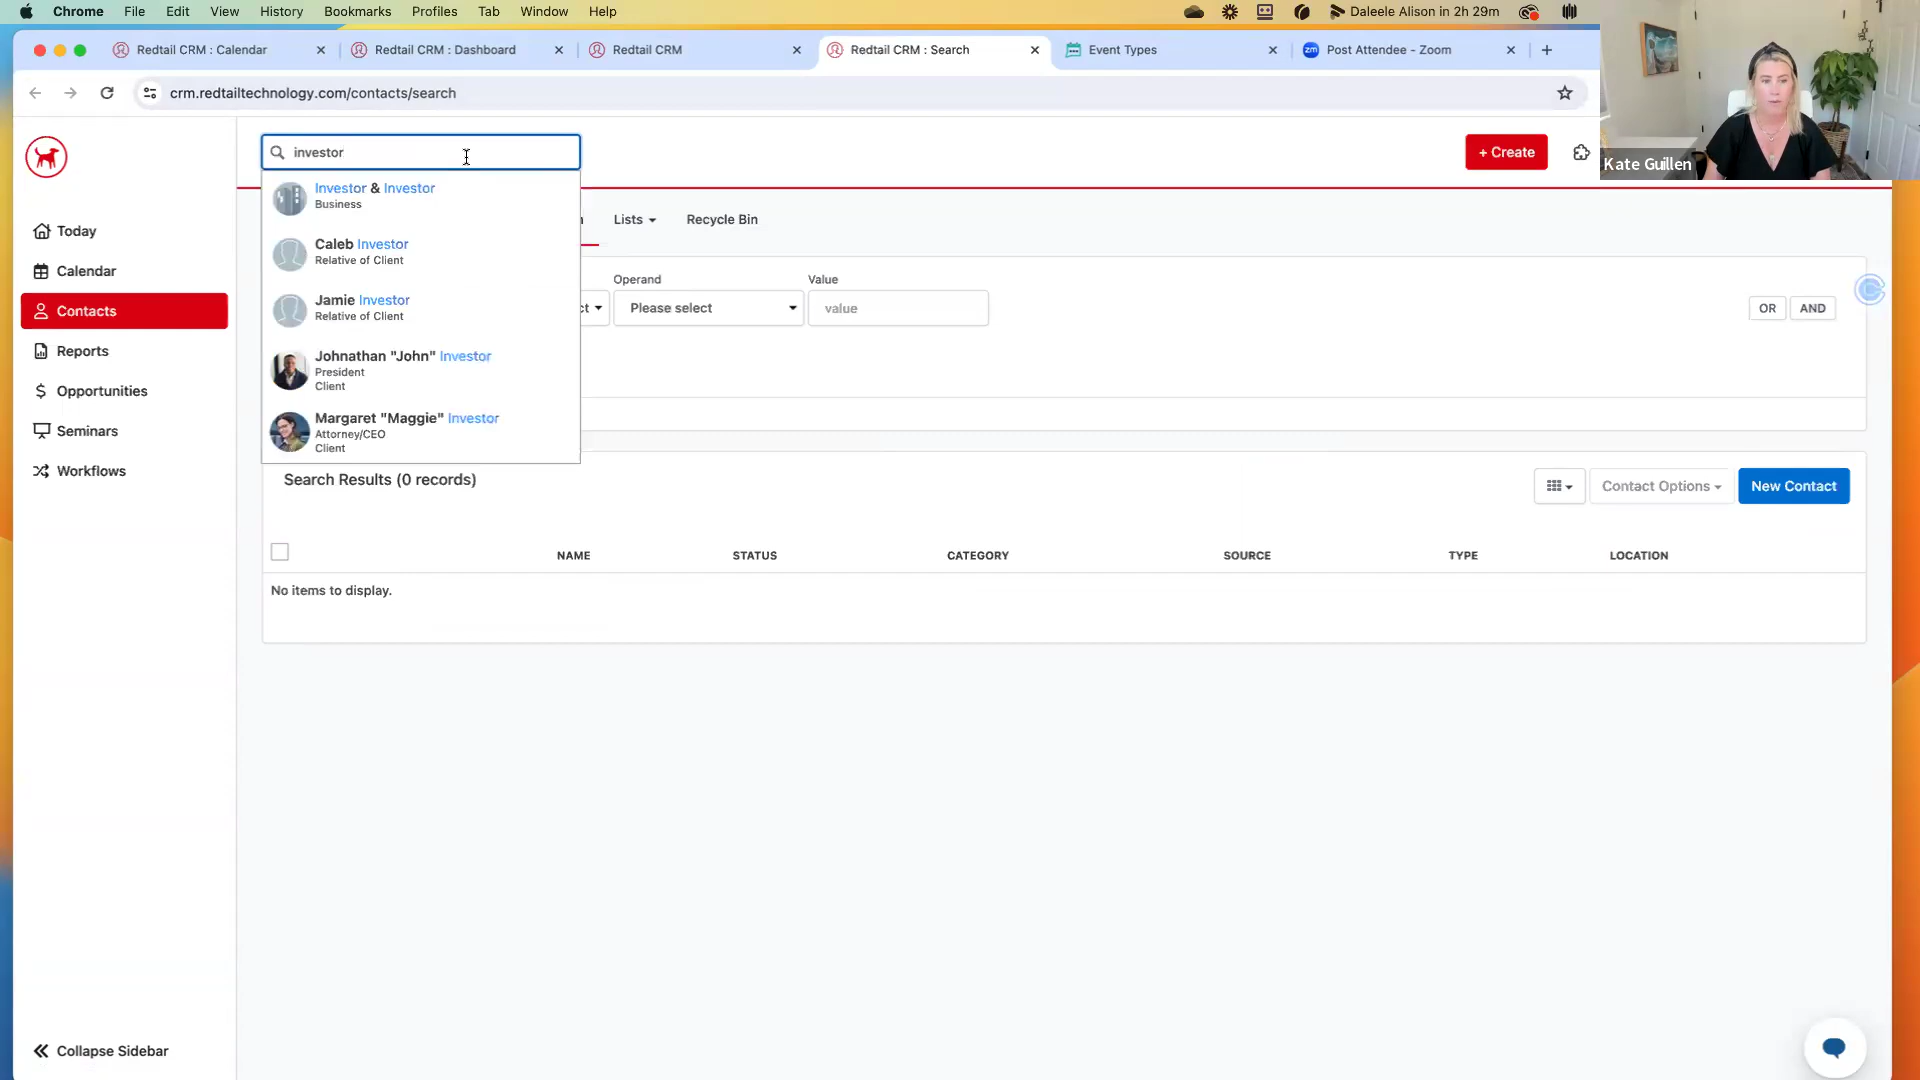 Chrome File Edit View History Bookmarks Profiles Tab Window Help Daleele Alison in 2h 29m
Redtail CRM : Calendar
Redtail CRM : Dashboard
Redtail CRM
Redtail CRM : Search
Event Types
zm Post Attendee - Zoom
crm.redtailtechnology.com/contacts/search
Kate Guillen
investor
+ Create
Investor & Investor
Business
Caleb Investor
Relative of Client
Jamie Investor
Relative of Client
Johnathan "John" Investor
President
Client
Margaret "Maggie" Investor
Attorney/CEO
Client
Today
Calendar
Contacts
Reports
Opportunities
Seminars
Workflows
Lists
Recycle Bin
Operand
Value
Please select
value
OR
AND
Search Results (0 records)
Contact Options
New Contact
NAME STATUS CATEGORY SOURCE TYPE LOCATION
No items to display.
Collapse Sidebar